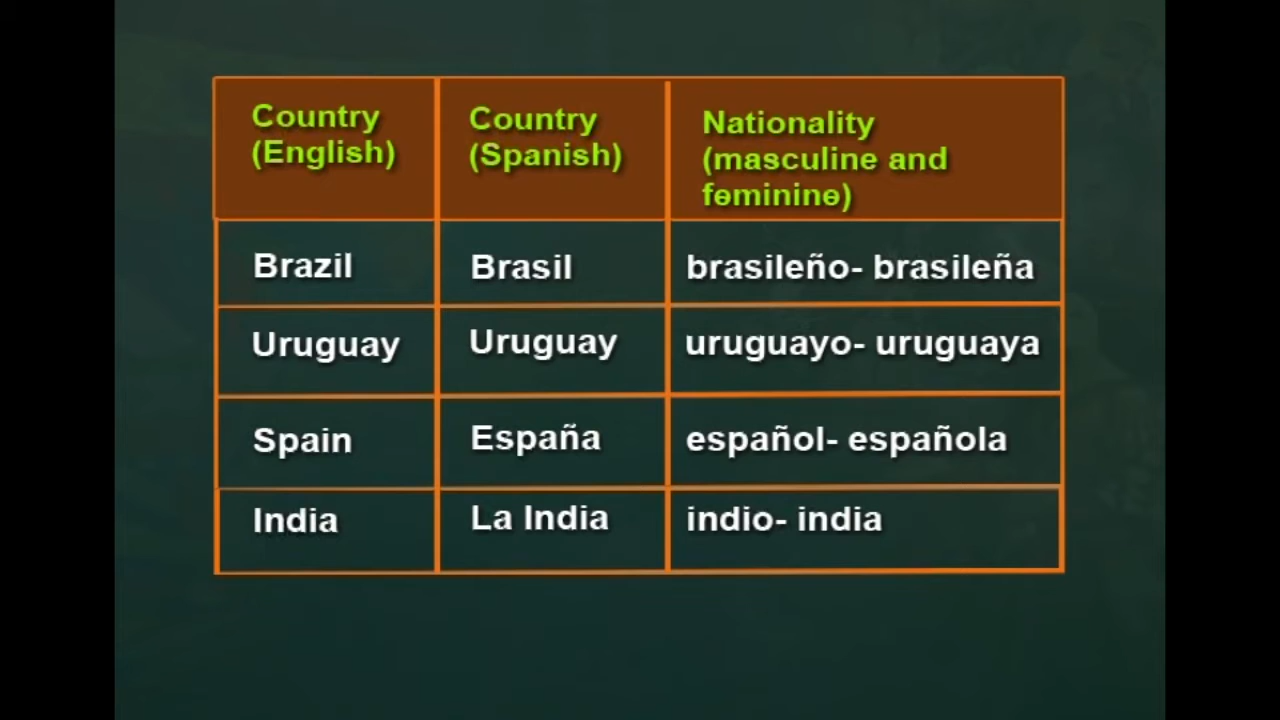 Country
(English)
Country
(Spanish)
Nationality
(masculine and
feminine)
Brazil
Brasil
brasileño- brasileña
Uruguay
Uruguay
uruguayo- uruguaya
Spain
España
español- española
India
La India
indio- india